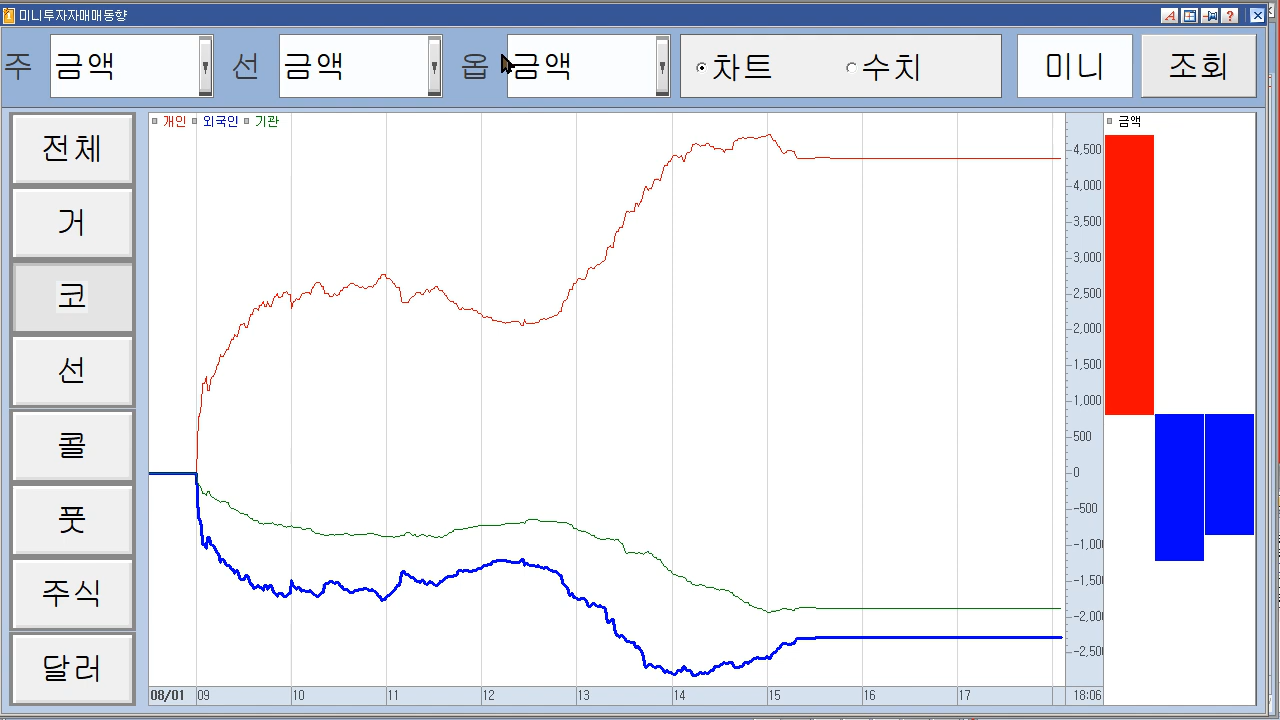 미니투자자매매동향
주 금액 선 금액 옵 금액 차트 수치 미니 조회
전체
거
코
선
콜
풋
주식
달러
개인 외국인 기관
4,500
4,000
3,500
3,000
2,500
2,000
1,500
1,000
500
0
-500
-1,000
-1,500
-2,000
-2,500
08/01 09 10 11 12 13 14 15 16 17 18:06
금액